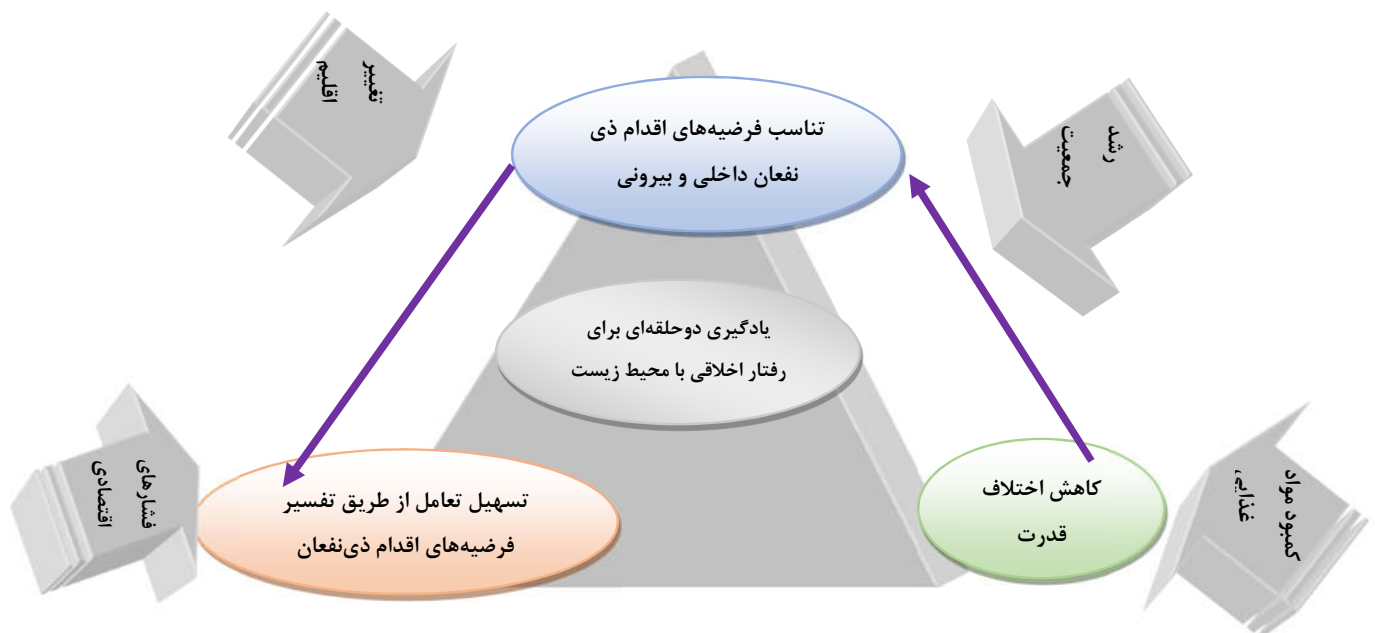 رشد
جمعیت
تغییر
اقلیم
تناسب فرضیه‌های اقدام ذی
نفعان داخلی و بیرونی
یادگیری دوحلقه‌ای برای
رفتار اخلاقی با محیط زیست
کمبود مواد
غذایی
کاهش اختلاف
قدرت
تسهیل تعامل از طریق تفسیر
فرضیه‌های اقدام ذی‌نفعان
فشارهای
اقتصادی